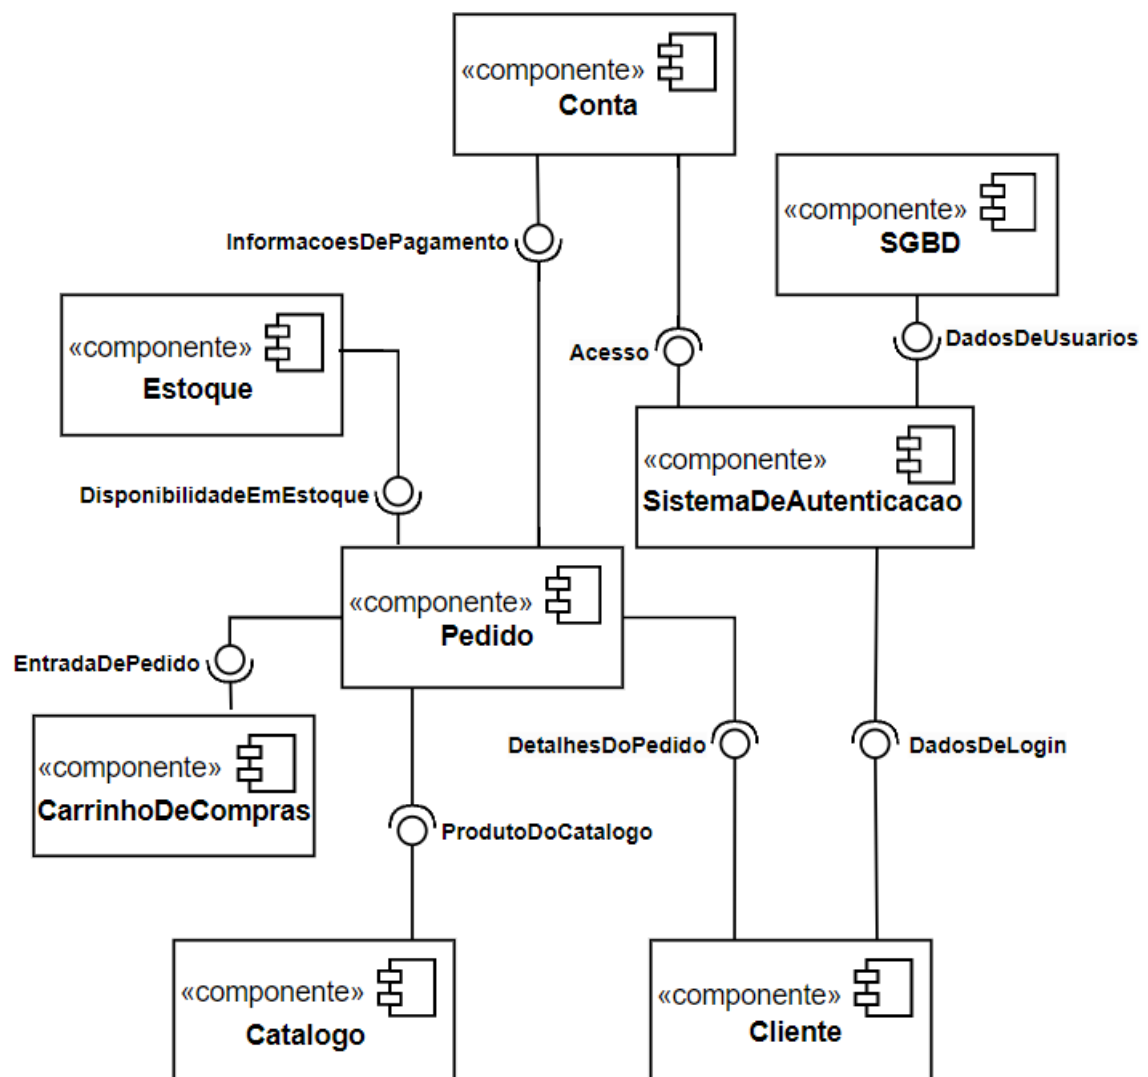 «componente»
Conta
«componente»
SGBD
InformacoesDePagamento
«componente»
Estoque
Acesso
DadosDeUsuarios
«componente»
SistemaDeAutenticacao
DisponibilidadeEmEstoque
«componente»
Pedido
EntradaDePedido
«componente»
CarrinhoDeCompras
DetalhesDoPedido
DadosDeLogin
ProdutoDoCatalogo
«componente»
Catalogo
«componente»
Cliente